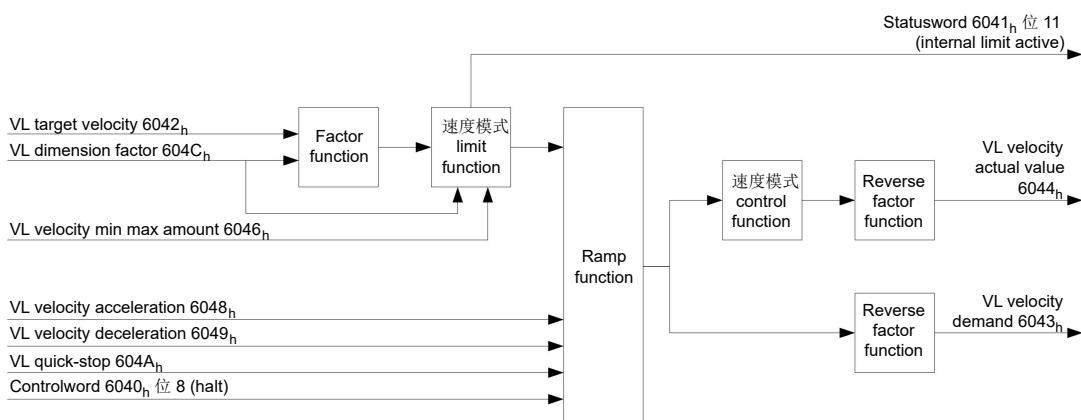 Statusword 6041h 位 11
(internal limit active)
VL target velocity 6042h
VL dimension factor 604Ch
Factor
function
速度模式
limit
function
VL velocity min max amount 6046h
速度模式
control
function
Reverse
factor
function
VL velocity
actual value
6044h
Ramp
function
VL velocity acceleration 6048h
VL velocity deceleration 6049h
VL quick-stop 604Ah
Controlword 6040h 位 8 (halt)
Reverse
factor
function
VL velocity
demand 6043h